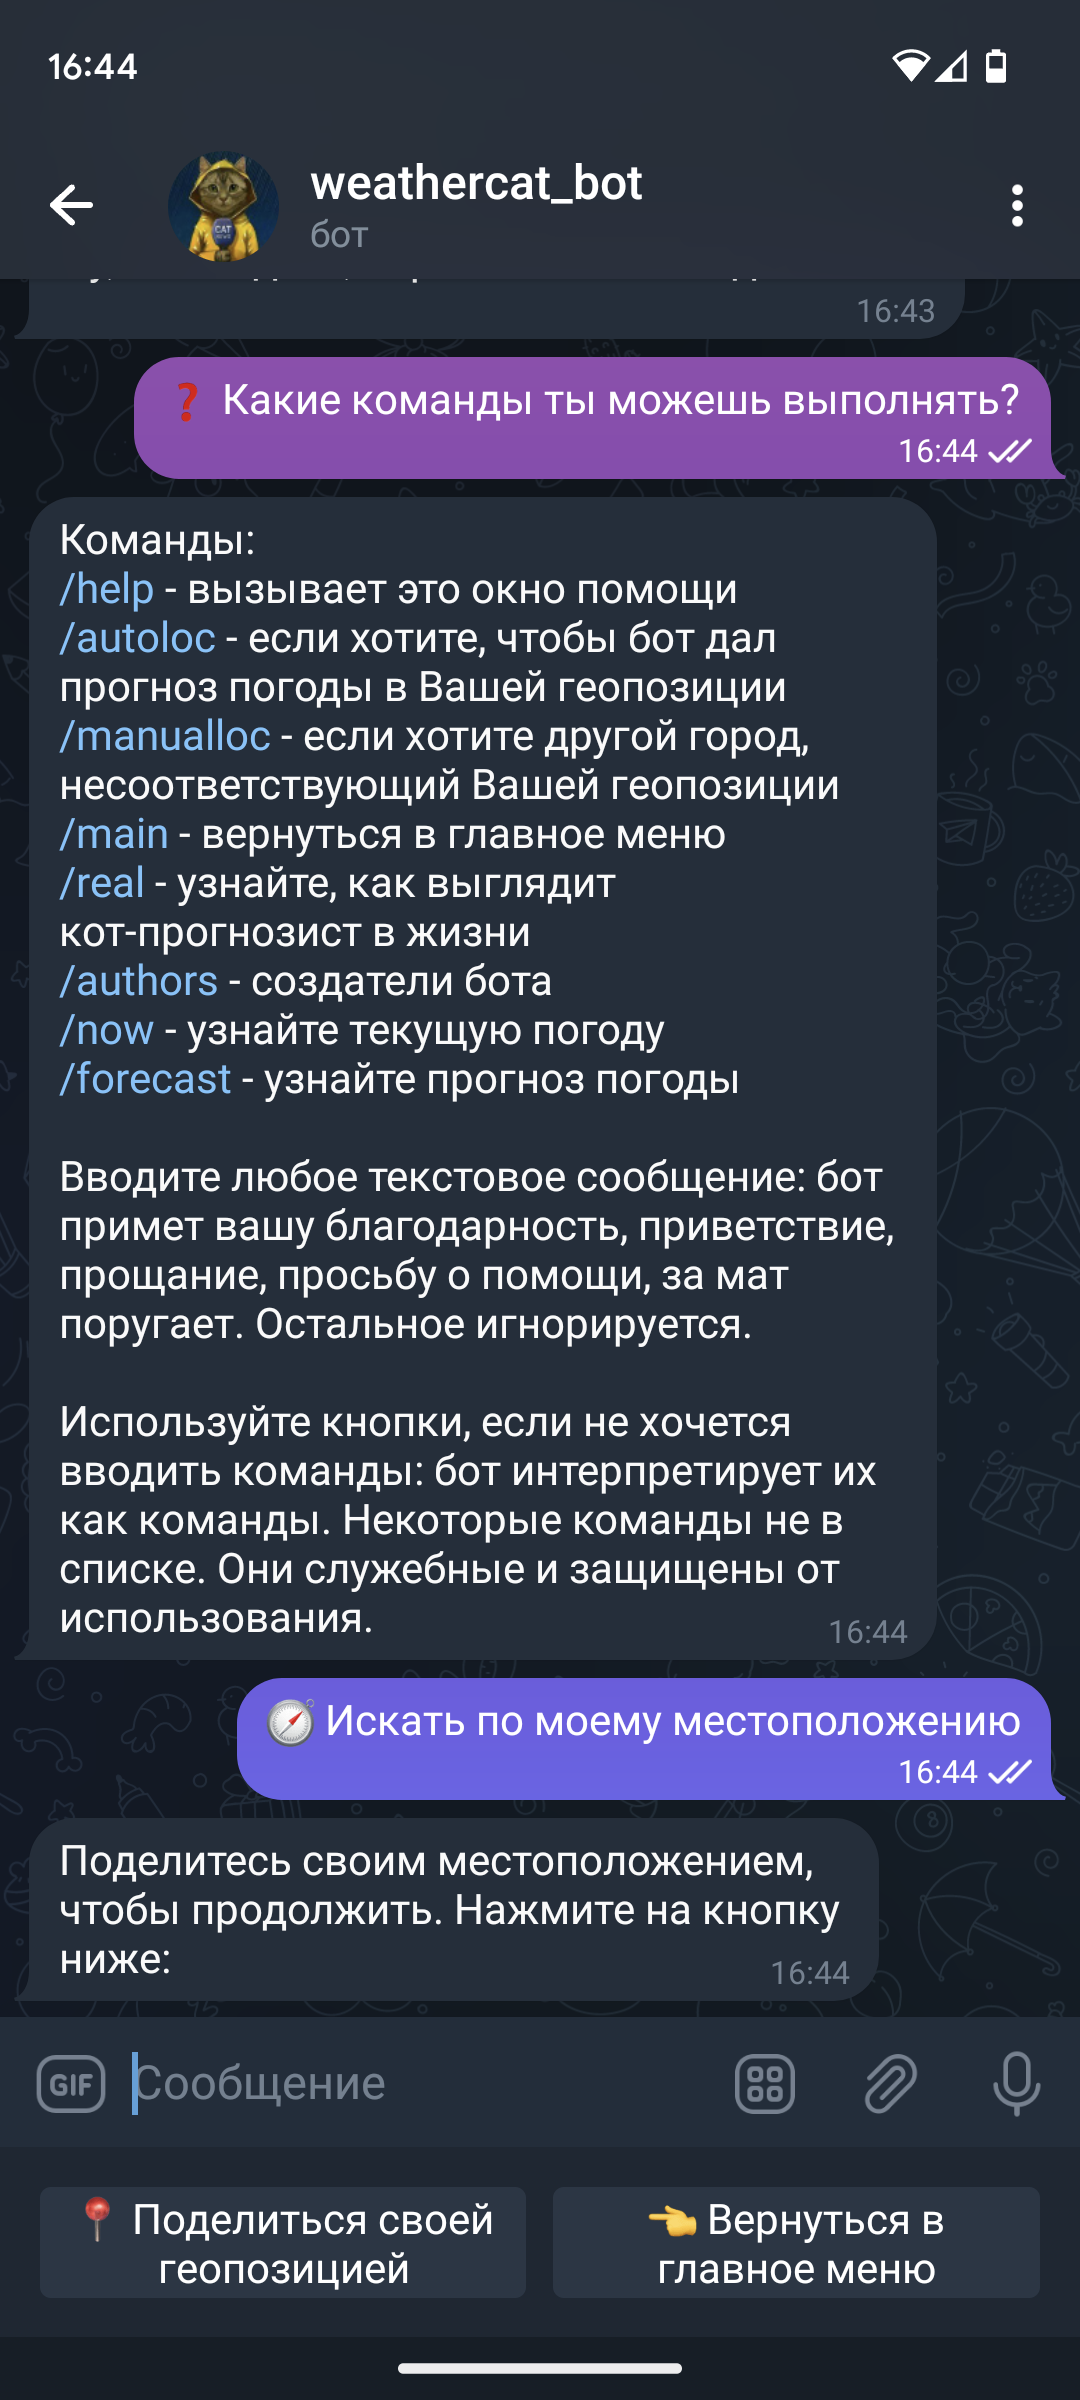 16:44
weathercat_bot
бот
16:43
❓ Какие команды ты можешь выполнять?
16:44
Команды:
/help - вызывает это окно помощи
/autoloc - если хотите, чтобы бот дал
прогноз погоды в Вашей геопозиции
/manualloc - если хотите другой город,
несоответствующий Вашей геопозиции
/main - вернуться в главное меню
/real - узнайте, как выглядит
кот-прогнозист в жизни
/authors - создатели бота
/now - узнайте текущую погоду
/forecast - узнайте прогноз погоды
Вводите любое текстовое сообщение: бот
примет вашу благодарность, приветствие,
прощание, просьбу о помощи, за мат
поругает. Остальное игнорируется.
Используйте кнопки, если не хочется
вводить команды: бот интерпретирует их
как команды. Некоторые команды не в
списке. Они служебные и защищены от
использования.
16:44
🧭 Искать по моему местоположению
16:44
Поделитесь своим местоположением,
чтобы продолжить. Нажмите на кнопку
ниже:
16:44
GIF Сообщение
📍 Поделиться своей
геопозицией
👈 Вернуться в
главное меню